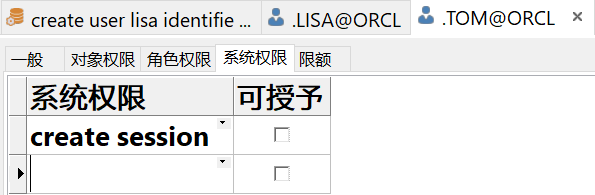 create user lisa identifie ...
.LISA@ORCL
.TOM@ORCL
一般
对象权限
角色权限
系统权限
限额
系统权限
可授予
create session